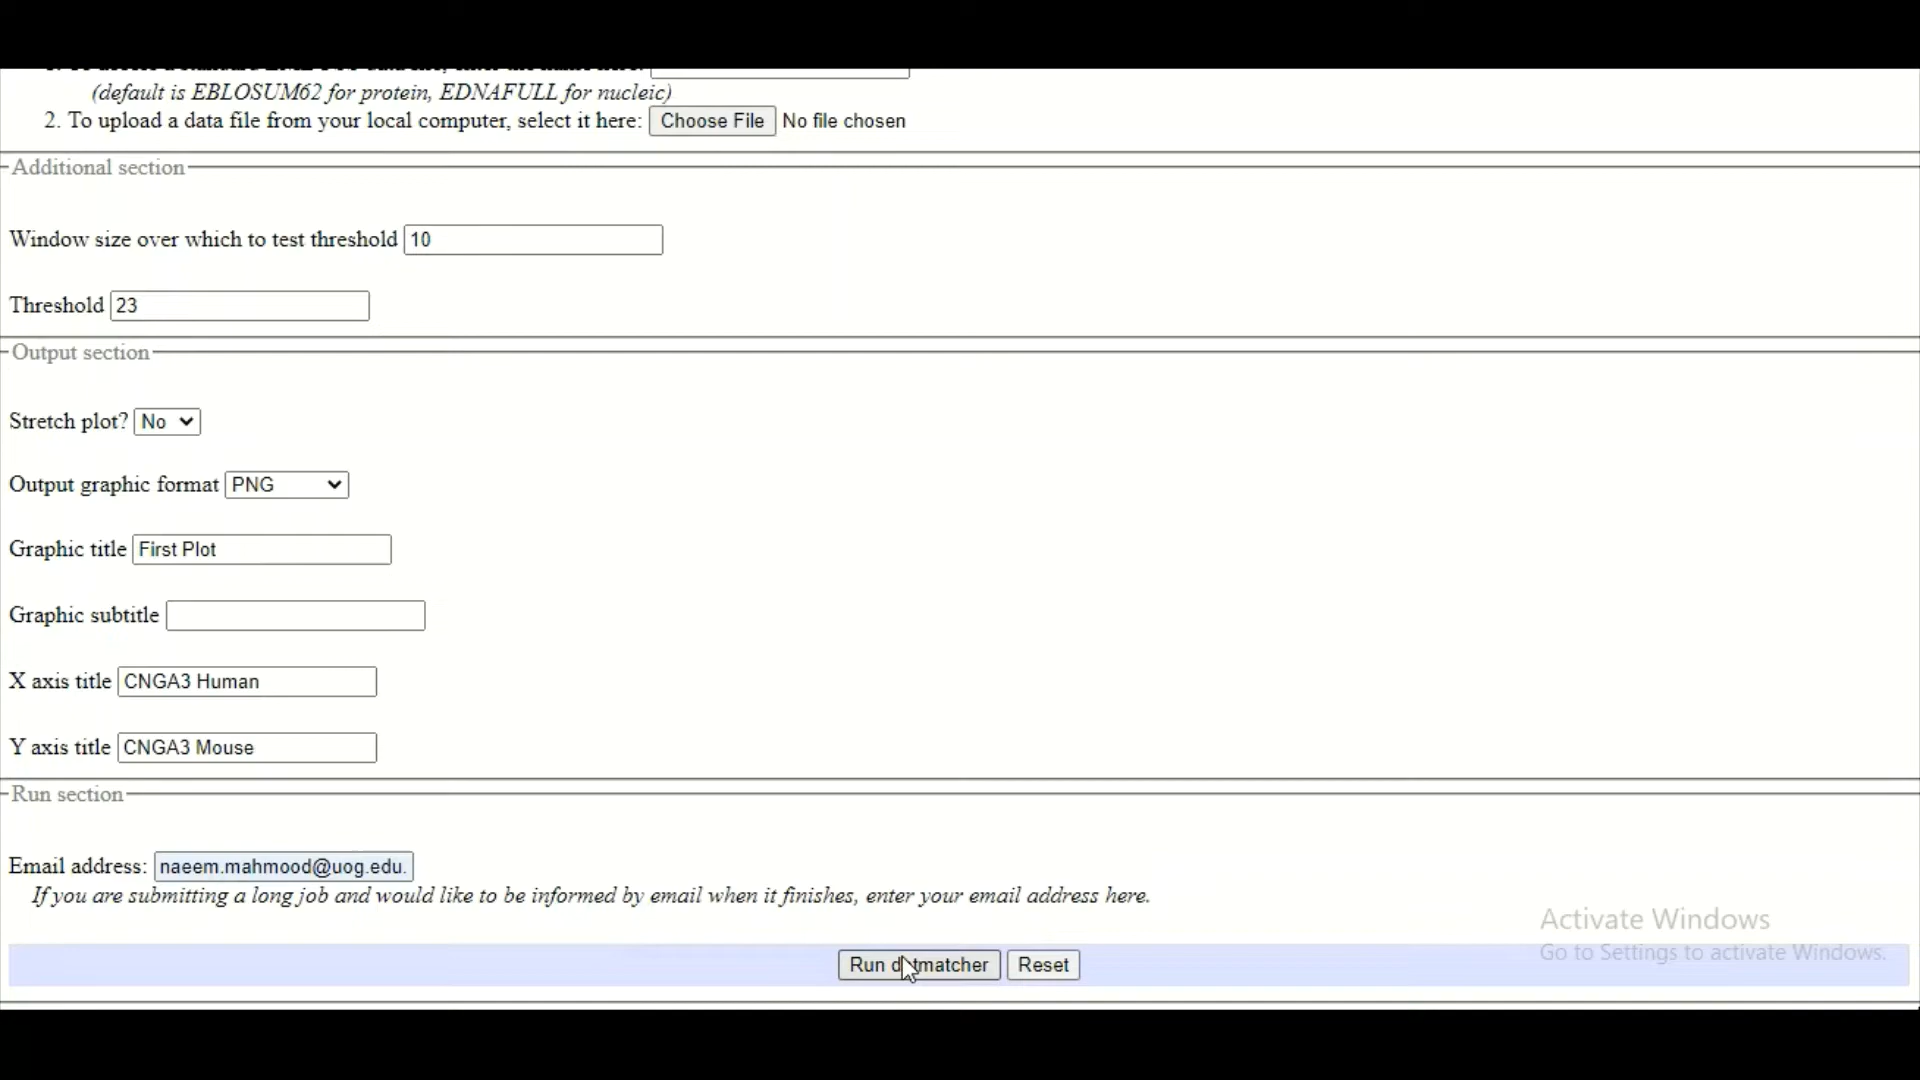 (default is EBLOSUM62 for protein, EDNAFULL for nucleic)
2. To upload a data file from your local computer, select it here: Choose File No file chosen
Additional section
Window size over which to test threshold 10
Threshold 23
Output section
Stretch plot? No
Output graphic format PNG
Graphic title First Plot
Graphic subtitle
X axis title CNGA3 Human
Y axis title CNGA3 Mouse
Run section
Email address: naeem.mahmood@uog.edu.
If you are submitting a long job and would like to be informed by email when it finishes, enter your email address here.
Activate Windows
Go to Settings to activate Windows.
Run dotmatcher Reset